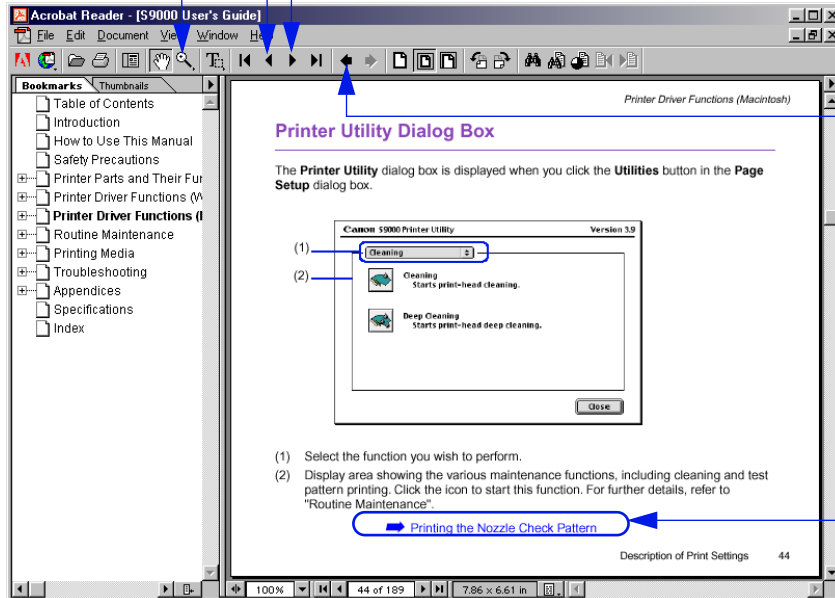 Acrobat Reader - [S9000 User's Guide]
File Edit Document View Window Help
Bookmarks Thumbnails
Table of Contents
Introduction
How to Use This Manual
Safety Precautions
Printer Parts and Their Fur
Printer Driver Functions (W
Printer Driver Functions (I
Routine Maintenance
Printing Media
Troubleshooting
Appendices
Specifications
Index
Printer Driver Functions (Macintosh)
Printer Utility Dialog Box
The Printer Utility dialog box is displayed when you click the Utilities button in the Page
Setup dialog box.
Canon S9000 Printer Utility Version 3.9
(1) Cleaning
(2) Cleaning
Starts print-head cleaning.
Deep Cleaning
Starts print-head deep cleaning.
Close
(1) Select the function you wish to perform.
(2) Display area showing the various maintenance functions, including cleaning and test
pattern printing. Click the icon to start this function. For further details, refer to
"Routine Maintenance".
Printing the Nozzle Check Pattern
Description of Print Settings 44
100% 44 of 189 7.86 x 6.61 in